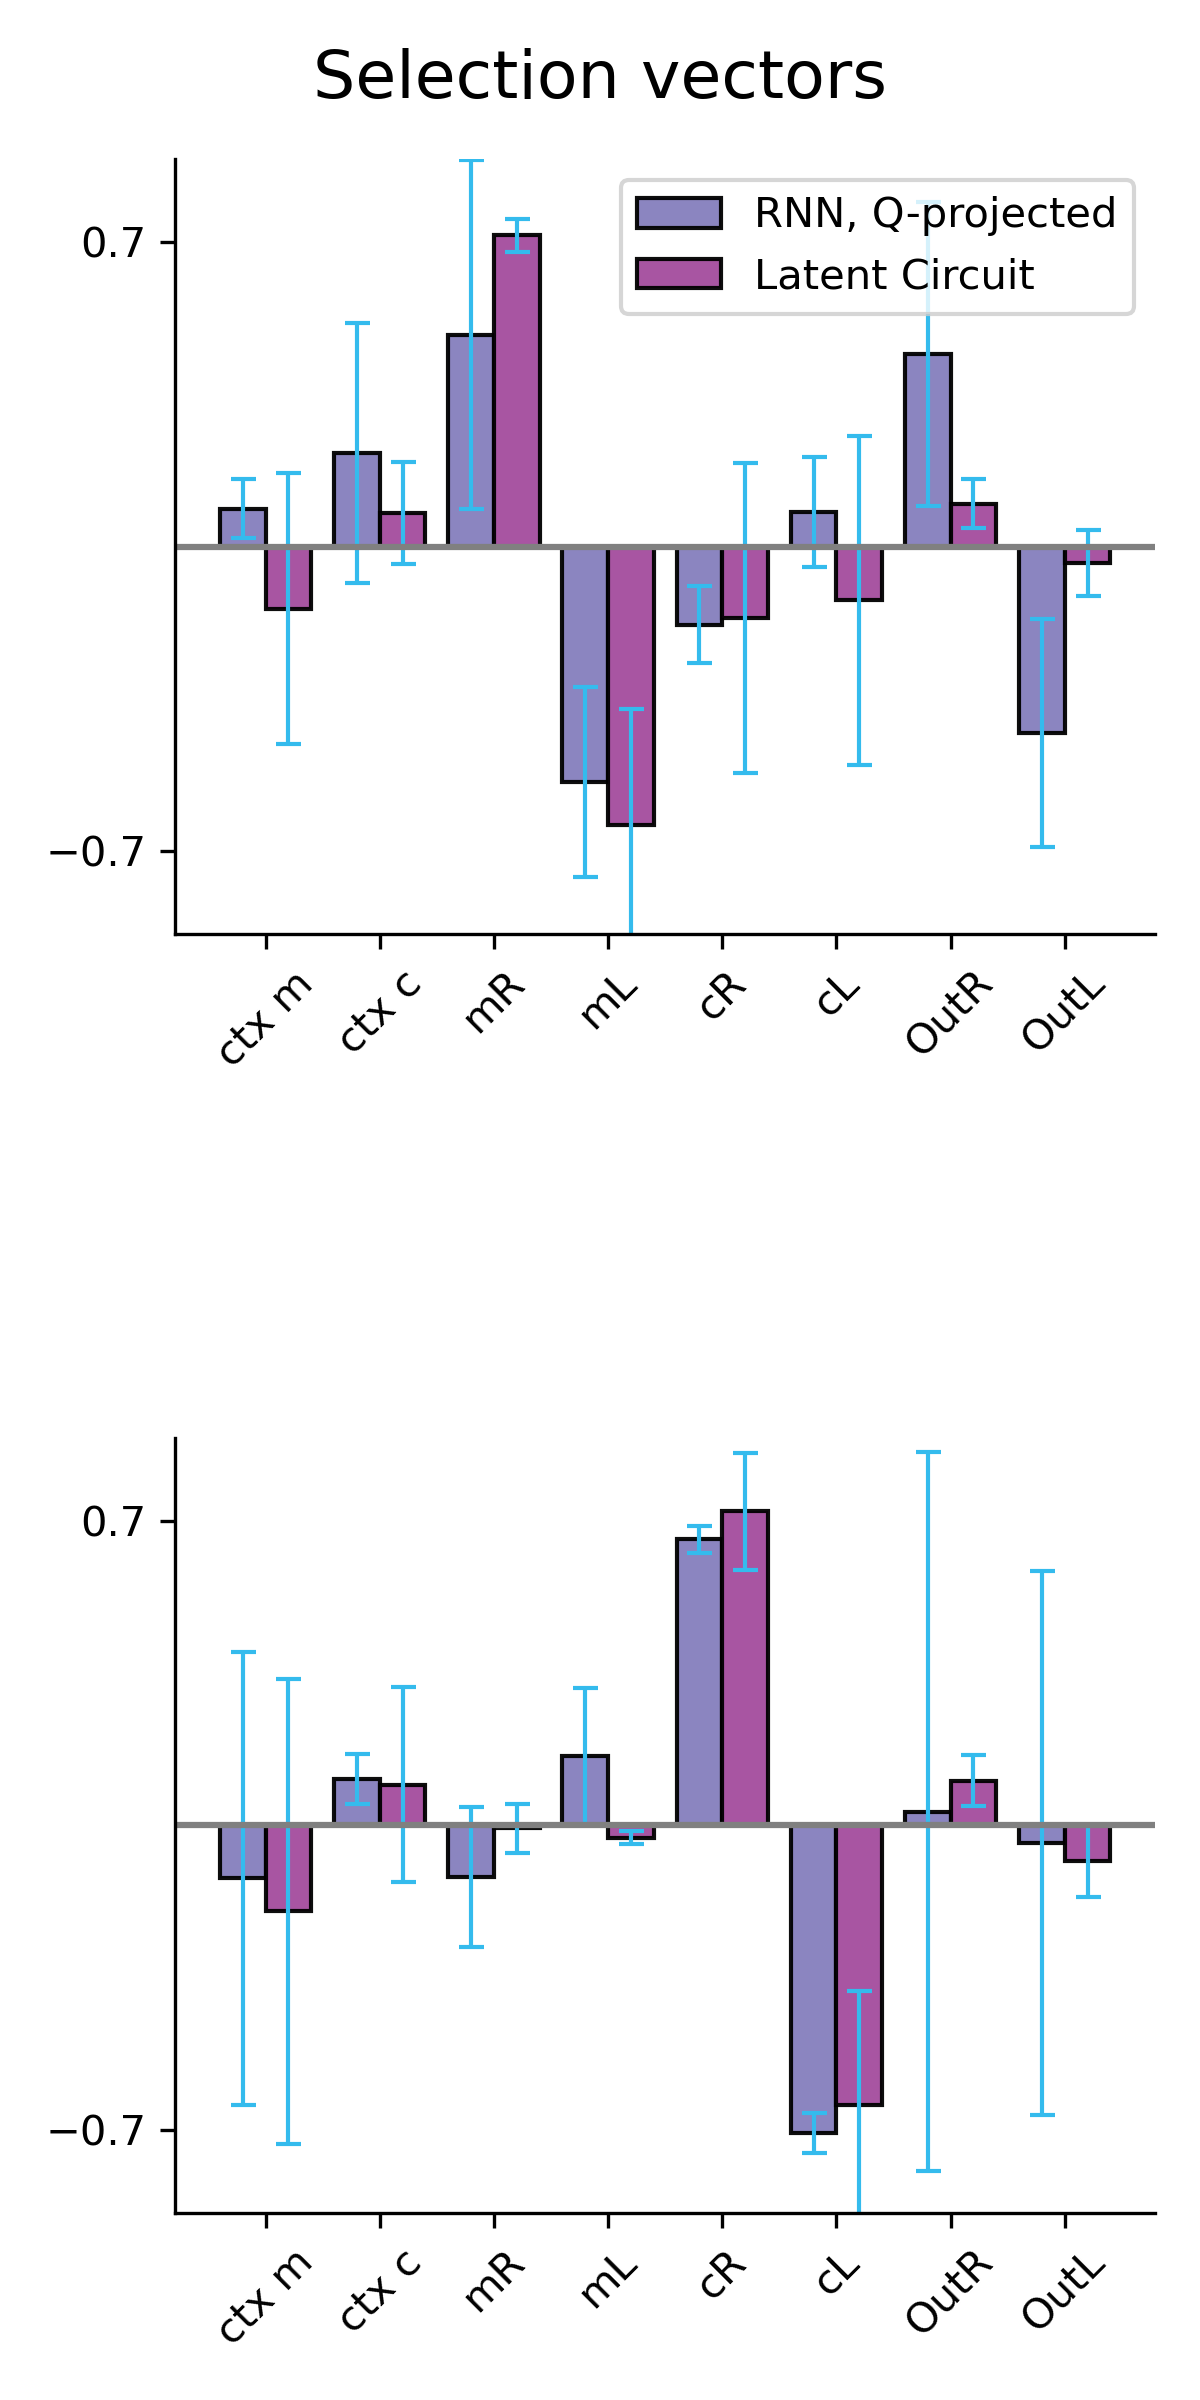 Selection vectors
0.7
−0.7
RNN, Q-projected
Latent Circuit
ctx m
ctx c
mR
mL
cR
cL
OutR
OutL
0.7
−0.7
ctx m
ctx c
mR
mL
cR
cL
OutR
OutL